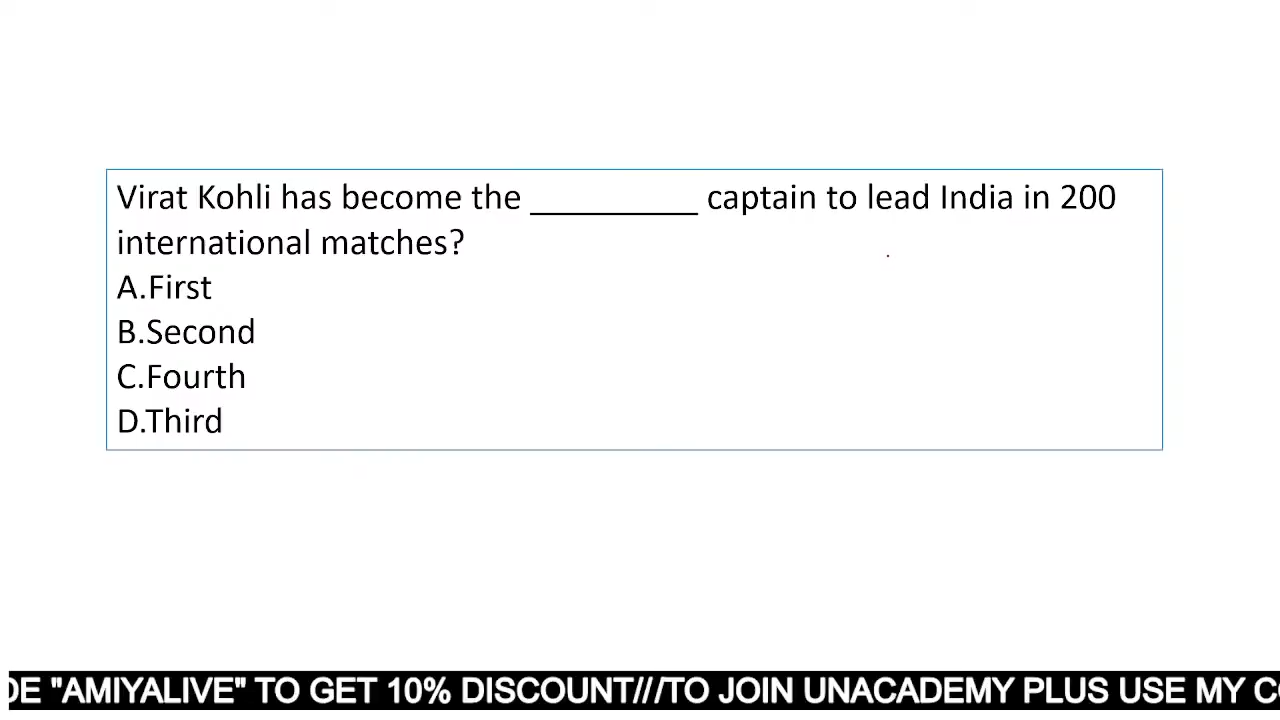 Virat Kohli has become the __________ captain to lead India in 200
international matches?
A.First
B.Second
C.Fourth
D.Third
"AMIYALIVE" TO GET 10% DISCOUNT///TO JOIN UNACADEMY PLUS USE MY